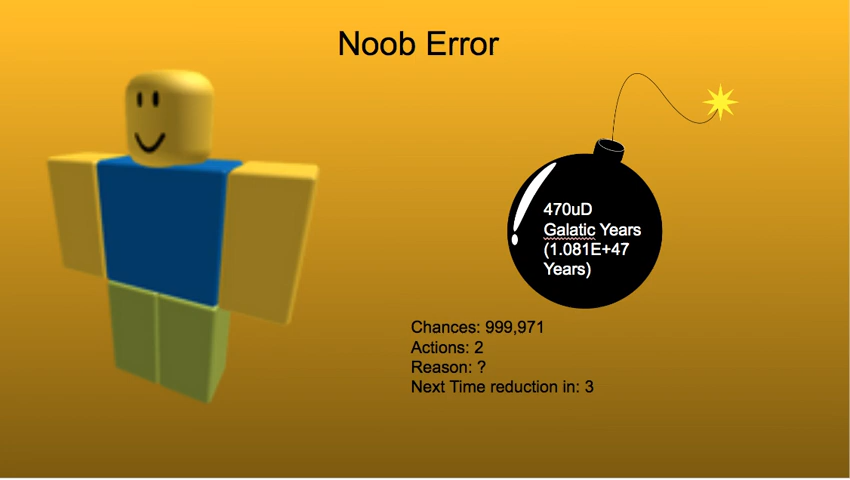 Noob Error
470uD
Galatic Years
(1.081E+47
Years)
Chances: 999,971
Actions: 2
Reason: ?
Next Time reduction in: 3